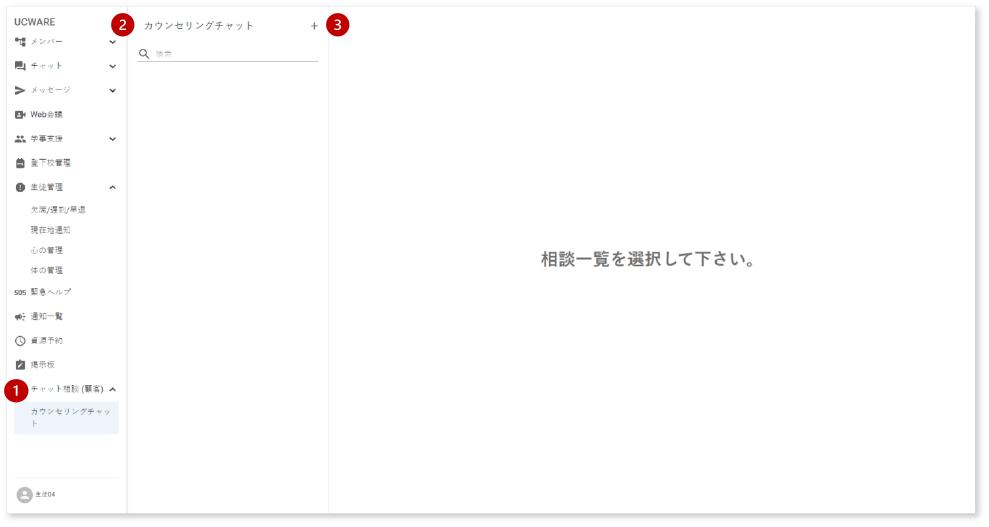 UCWARE
メンバー
チャット
メッセージ
Web会議
学事支援
登下校管理
生徒管理
欠席/遅刻/早退
現在地通知
心の管理
体の管理
SOS 緊急ヘルプ
通知一覧
資源予約
掲示板
1
チャット相談 (顧客)
カウンセリングチャッ
ト
生徒04
2
カウンセリングチャット
+
3
検索
相談一覧を選択して下さい。